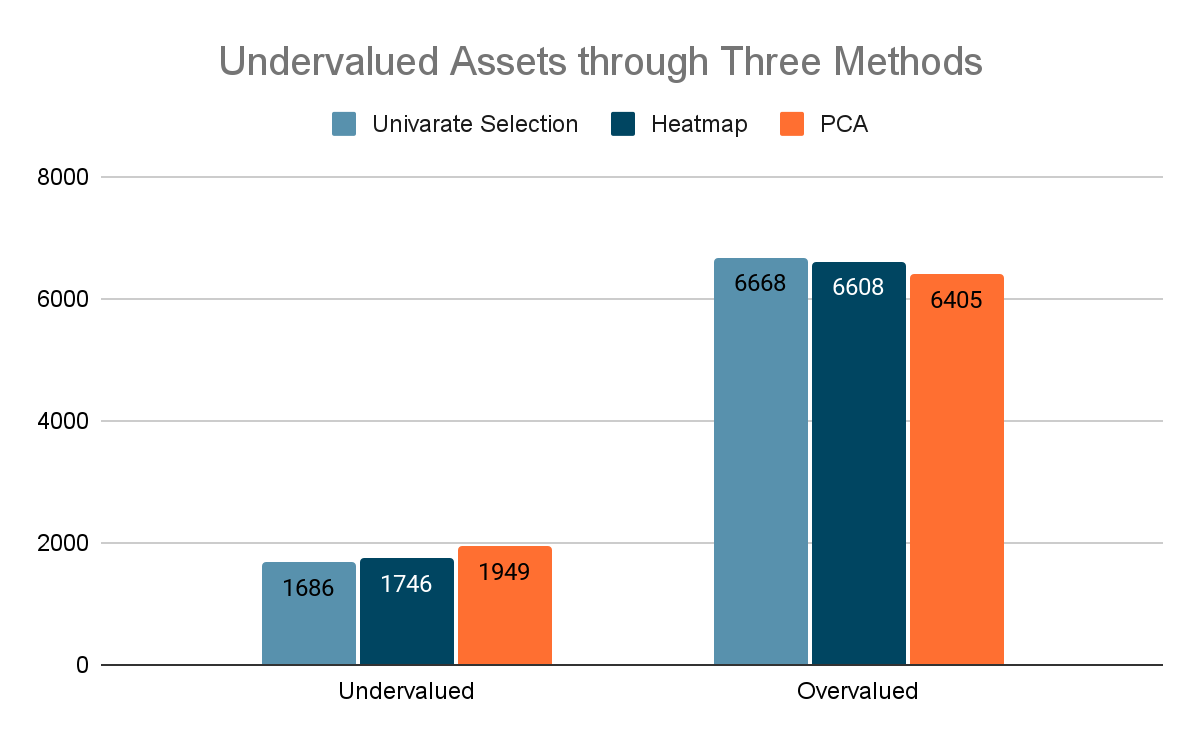 Undervalued Assets through Three Methods
Univarate Selection Heatmap PCA
8000
6000
4000
2000
0
1686 1746 1949
6668 6608 6405
Undervalued Overvalued